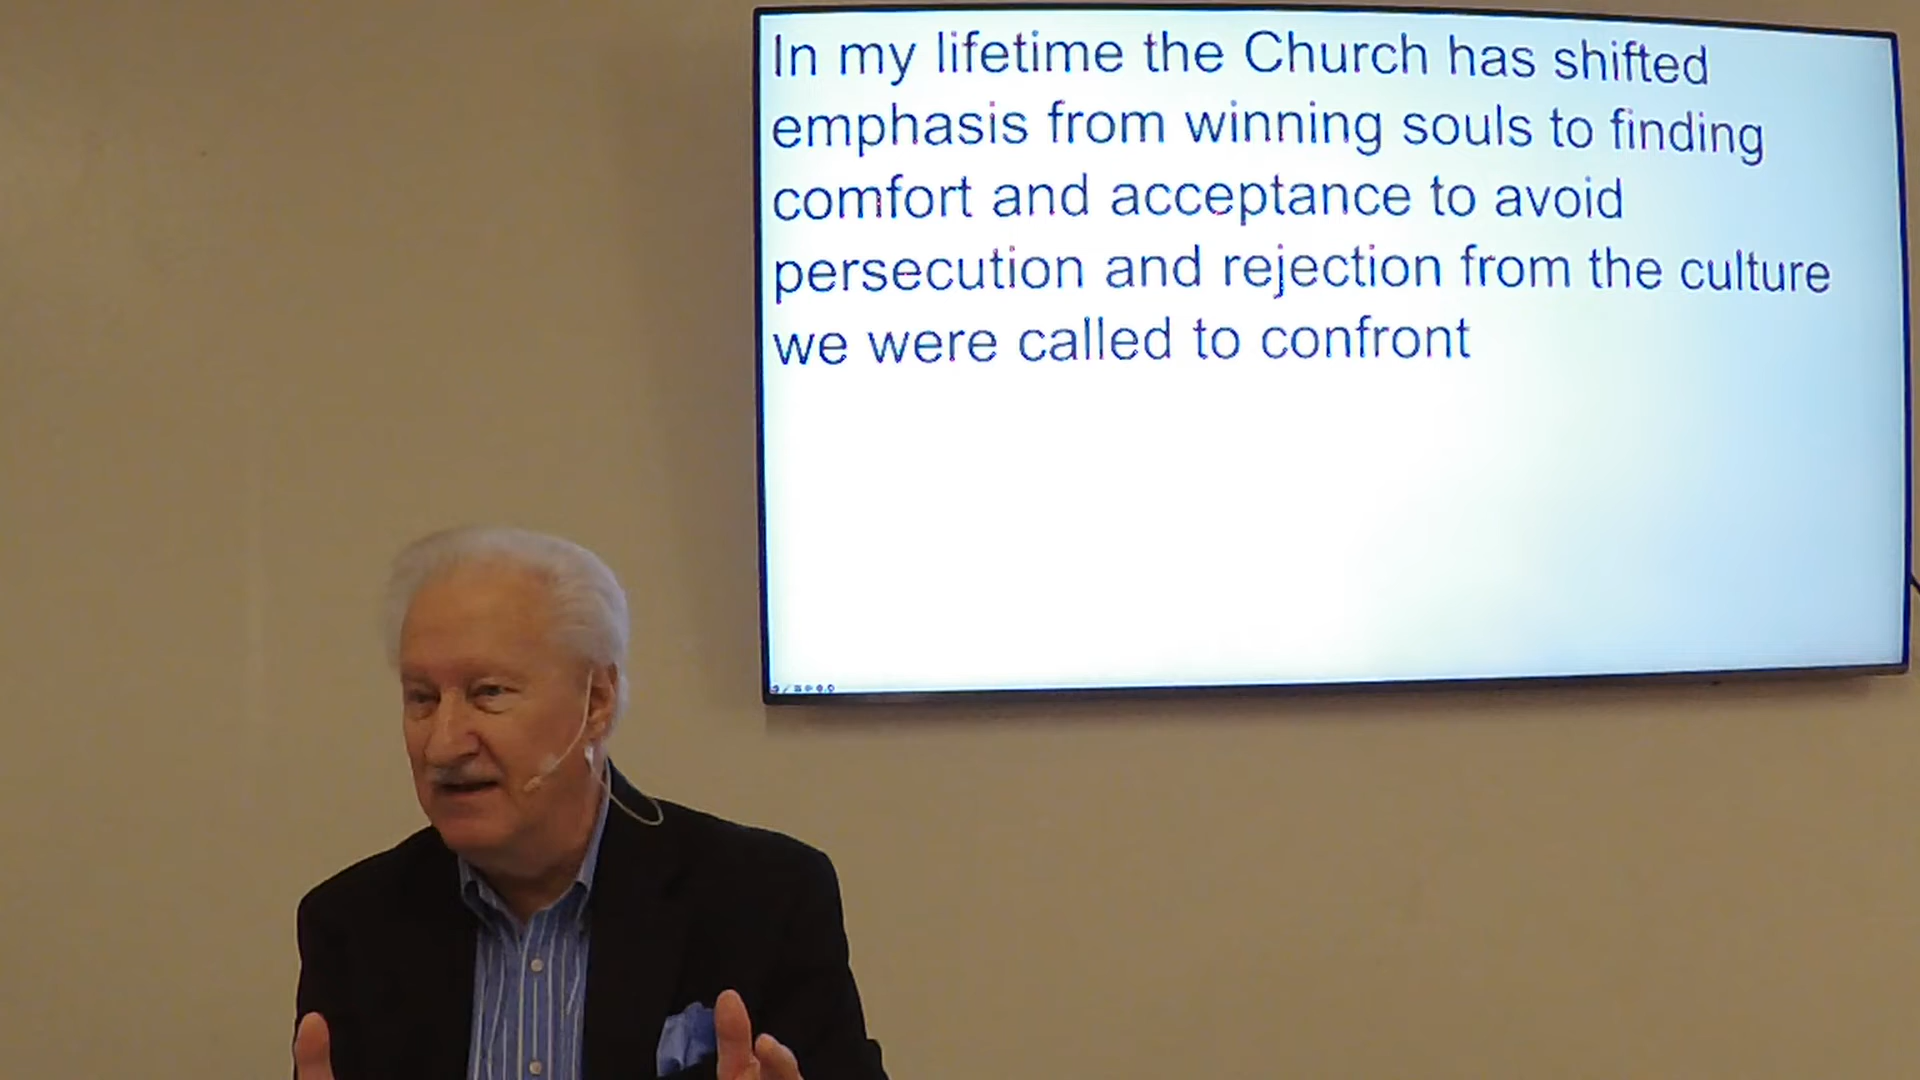 In my lifetime the Church has shifted
emphasis from winning souls to finding
comfort and acceptance to avoid
persecution and rejection from the culture
we were called to confront